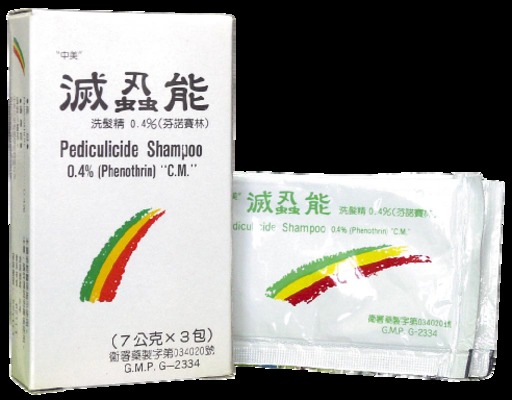 "中美"
滅蝨能
洗髮精 0.4%(芬諾賽林)
Pediculicide Shampoo
0.4% (Phenothrin) "C.M."
(7公克×3包)
衛署藥製字第034020號
G.M.P. G-2334
滅蝨能 洗髮精 0.4%(芬諾賽林)
diculicide Shampoo 0.4% (Phenothrin) "C.M."
衛署藥製字第034020號
G.M.P. G-2334